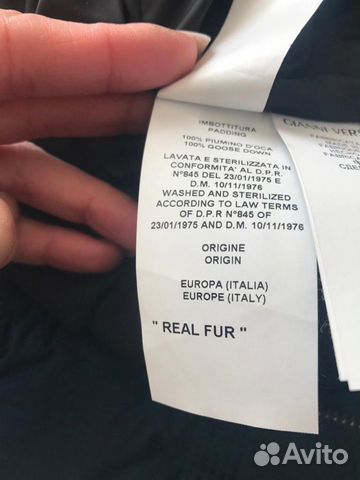 IMBOTTITURA
PADDING
100% PIUMINO D'OCA
100% GOOSE DOWN
LAVATA E STERILIZZATA IN
CONFORMITA' AL D.P.R.
N°845 DEL 23/01/1975 E
D.M. 10/11/1976
WASHED AND STERILIZED
ACCORDING TO LAW TERMS
OF D.P.R N°845 OF
23/01/1975 AND D.M. 10/11/1976
ORIGINE
ORIGIN
EUROPA (ITALIA)
EUROPE (ITALY)
" REAL FUR "
GIANNI VERS
Avito